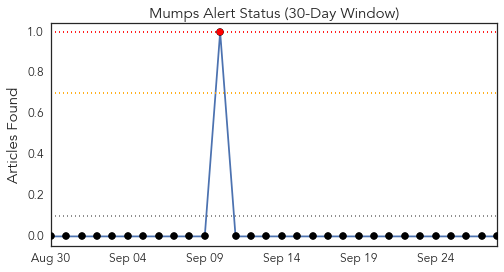 Mumps Alert Status (30-Day Window)
Articles Found
1.0
0.8
0.6
0.4
0.2
0.0
Aug 30 Sep 04 Sep 09 Sep 14 Sep 19 Sep 24